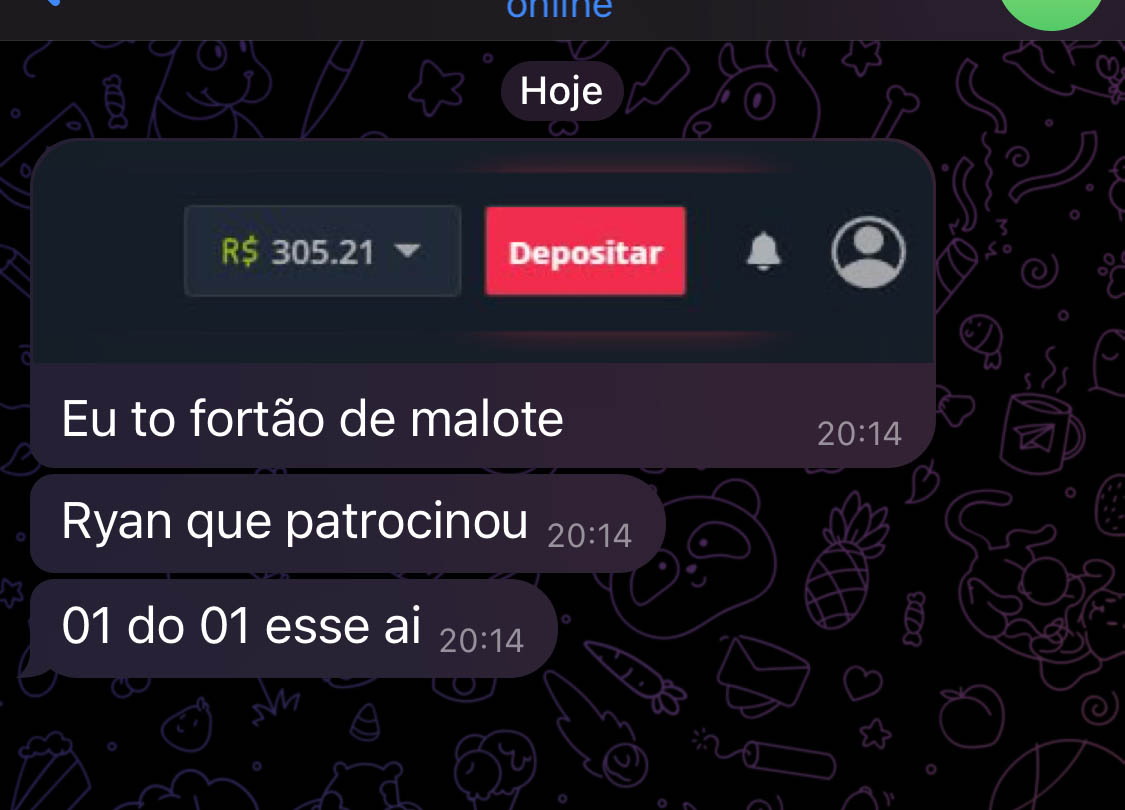 online
Hoje
R$ 305.21
Depositar
Eu to fortão de malote
20:14
Ryan que patrocinou 20:14
01 do 01 esse ai 20:14